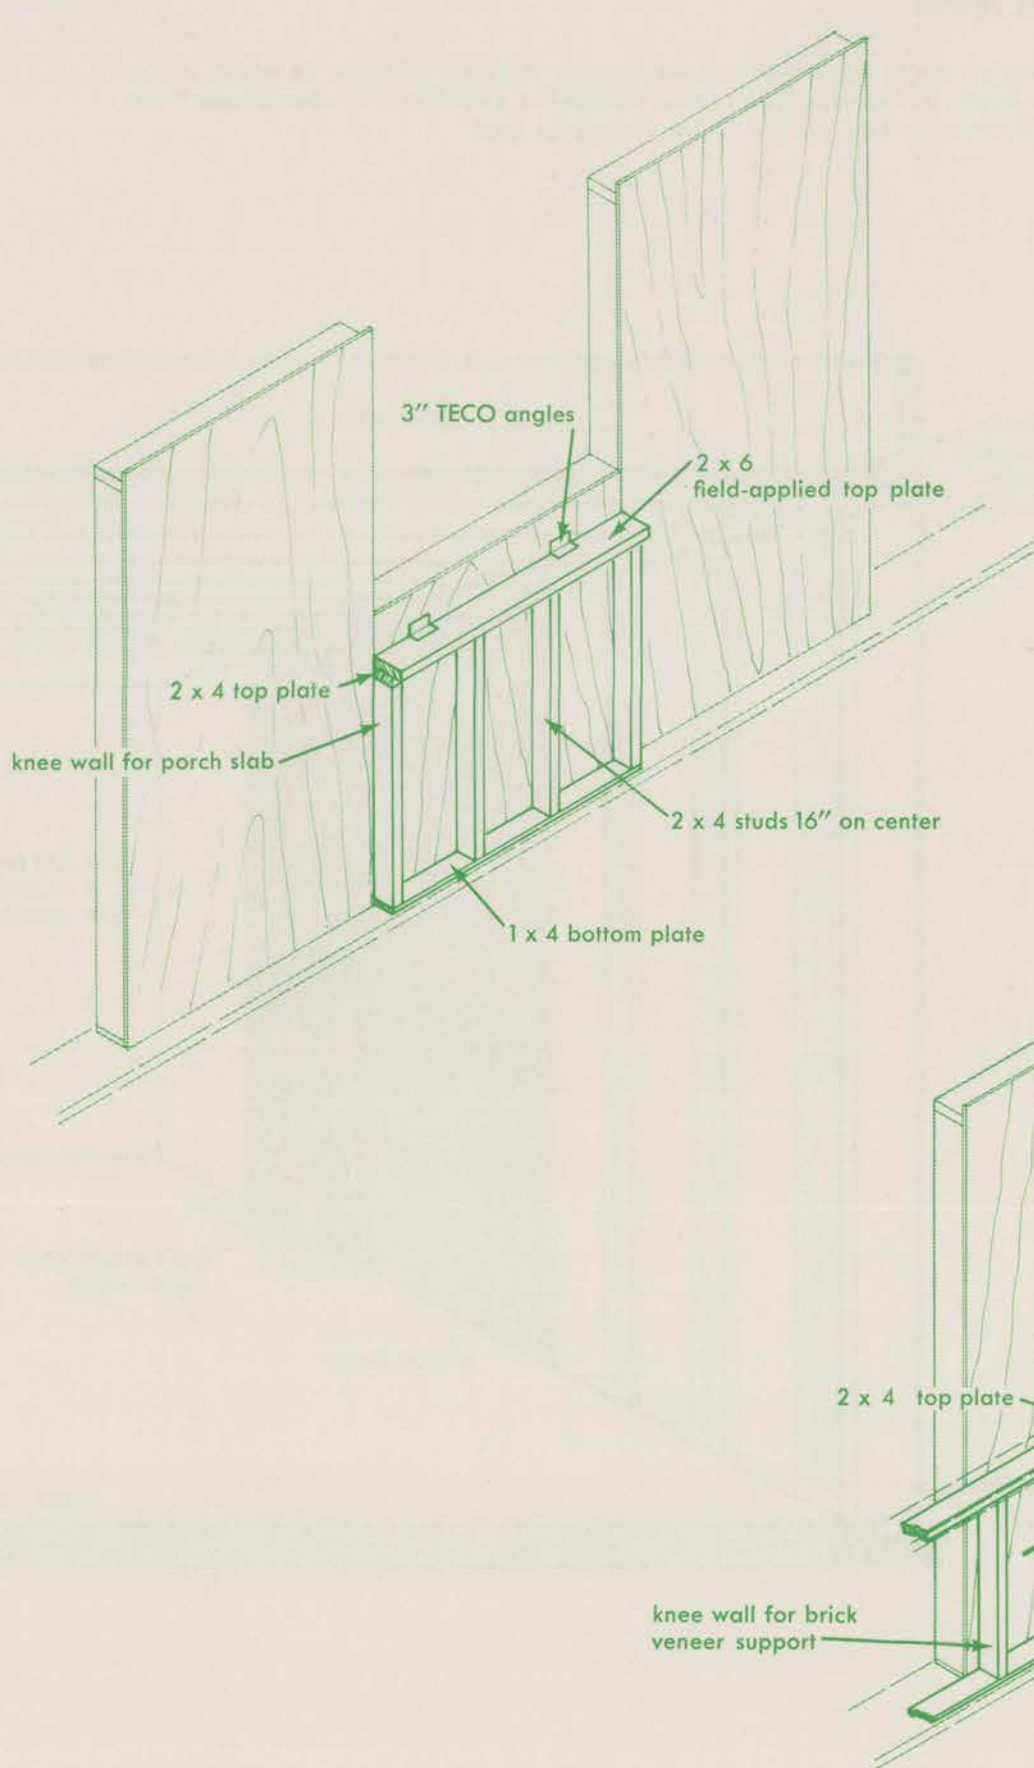 3" TECO angles
2 x 6
field-applied top plate
2 x 4 top plate
knee wall for porch slab
2 x 4 studs 16" on center
1 x 4 bottom plate
2 x 4 top plate
knee wall for brick
veneer support